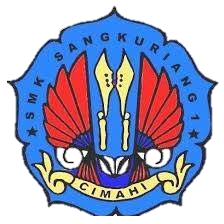 ★ SMK SANGKURIANG 1 ★
CIMAHI